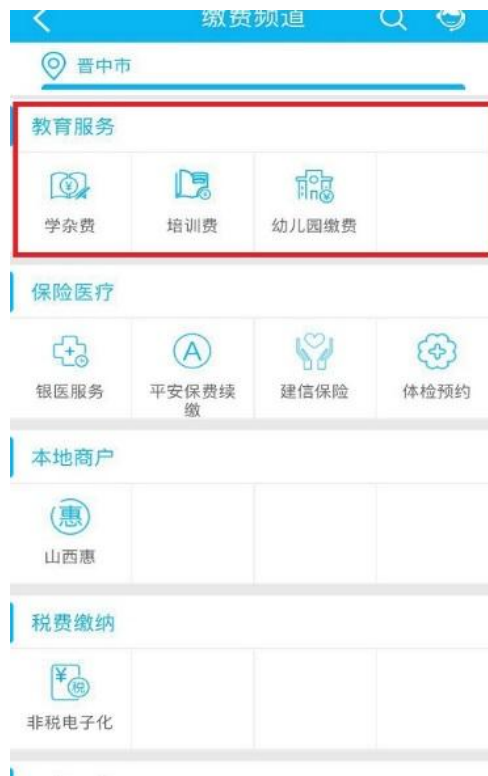 缴费频道
晋中市
教育服务
学杂费 培训费 幼儿园缴费
保险医疗
银医服务 平安保费续 建信保险 体检预约
缴
本地商户
惠
山西惠
税费缴纳
税
非税电子化